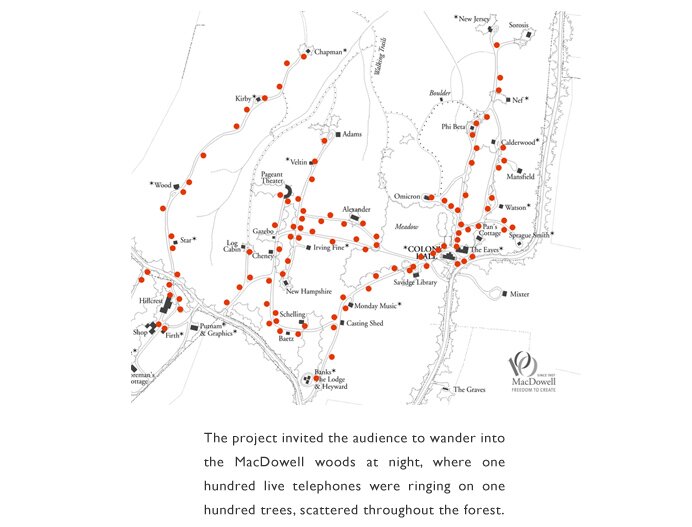 *New Jersey
Sorosis
Chapman*
Walking Trails
Kirby*
Boulder
Nef*
Phi Beta
Adams
Calderwood*
*Veltin
Mansfield
Pageant
Theater
*Wood
Omicron
Alexander
Watson*
Meadow
Gazebo
Pan's
Cottage
Star*
Log
Cabin
Irving Fine*
*COLONY
HALL
Sprague Smith*
Cheney
*The Eaves*
Savidge Library
New Hampshire
Mixter
Hillcrest
Monday Music*
Schelling
Casting Shed
Shop
Firth*
Putnam*
& Graphics*
Baetz
Banks*
The Lodge
& Heyward
oreman's
ottage
The Graves
SINCE 1907
MacDowell
FREEDOM TO CREATE
The project invited the audience to wander into
the MacDowell woods at night, where one
hundred live telephones were ringing on one
hundred trees, scattered throughout the forest.